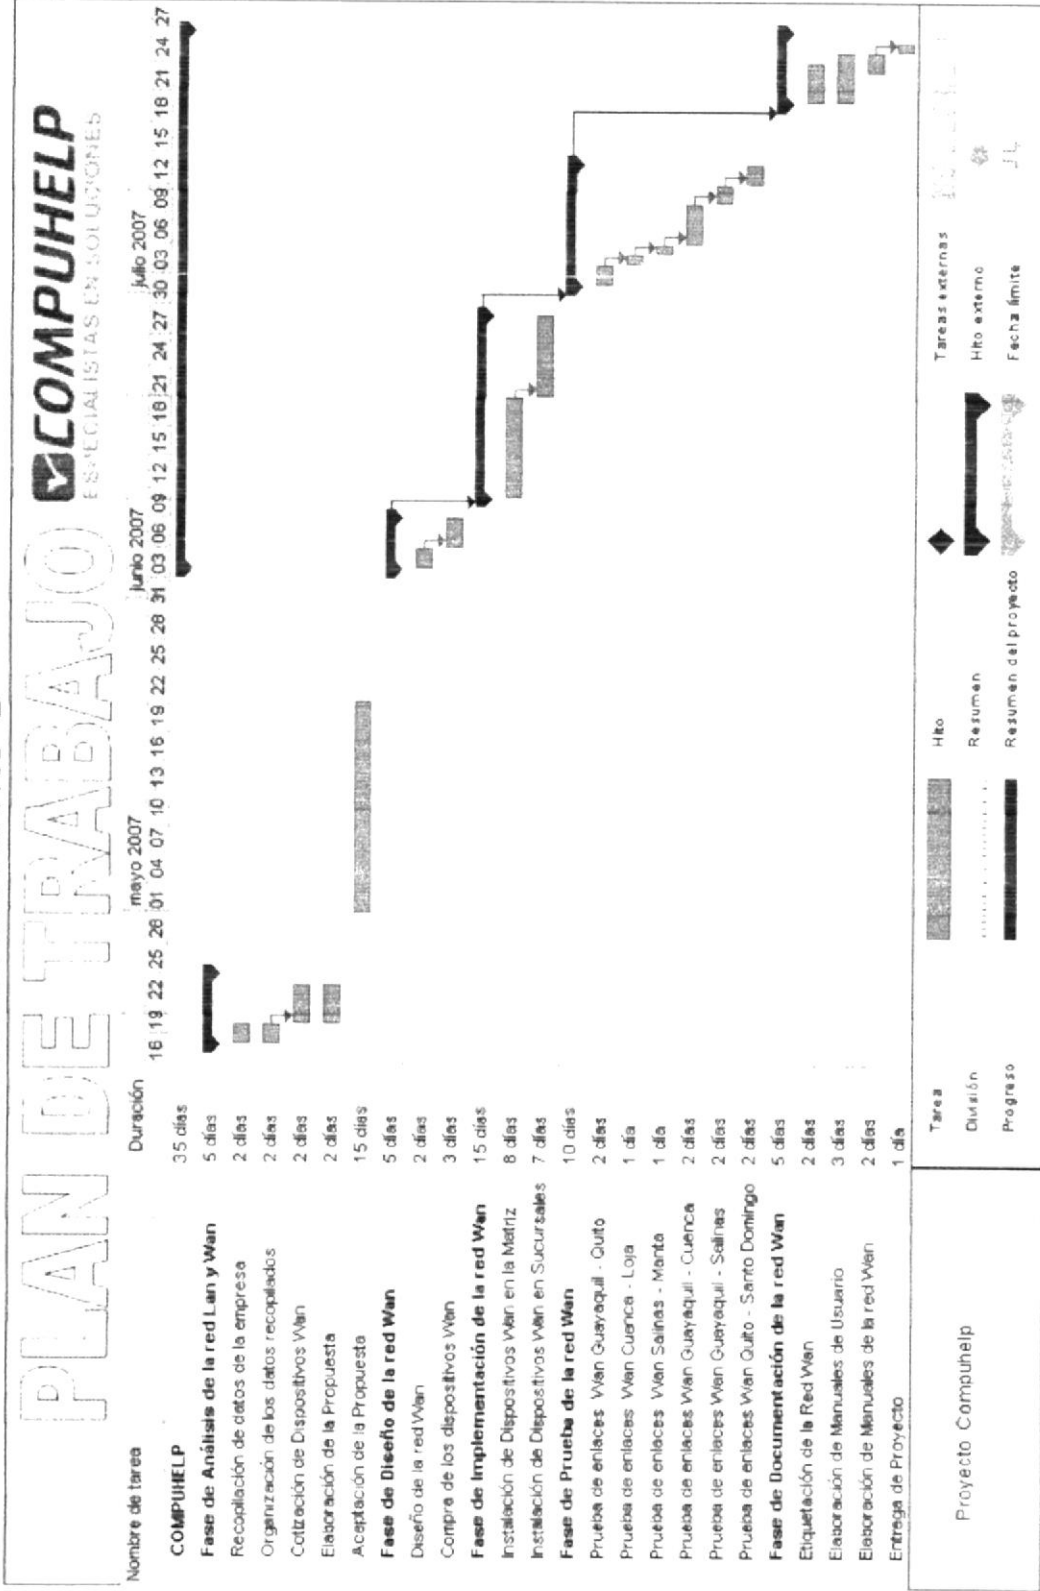 PLAN DE TRABAJO
COMPUHELP
ESPECIALISTAS EN SOLUCIONES
Nombre de tarea Duración mayo 2007 junio 2007 julio 2007
16 19 22 25 28 01 04 07 10 13 16 19 22 25 28 31 03 06 09 12 15 18 21 24 27 30 03 06 09 12 15 18 21 24 27
COMPUHELP 35 días
Fase de Análisis de la red Lan y Wan 5 días
Recopilación de datos de la empresa 2 días
Organización de los datos recopilados 2 días
Cotización de Dispositivos Wan 2 días
Elaboración de la Propuesta 2 días
Aceptación de la Propuesta 15 días
Fase de Diseño de la red Wan 5 días
Diseño de la red Wan 2 días
Compra de los dispositivos Wan 3 días
Fase de Implementación de la red Wan 15 días
Instalación de Dispositivos Wan en la Matriz 8 días
Instalación de Dispositivos Wan en Sucursales 7 días
Fase de Prueba de la red Wan 10 días
Prueba de enlaces Wan Guayaquil - Quito 2 días
Prueba de enlaces Wan Cuenca - Loja 1 día
Prueba de enlaces Wan Salinas - Manta 1 día
Prueba de enlaces Wan Guayaquil - Cuenca 2 días
Prueba de enlaces Wan Guayaquil - Salinas 2 días
Prueba de enlaces Wan Quito - Santo Domingo 2 días
Fase de Documentación de la red Wan 5 días
Etiquetación de la Red Wan 2 días
Elaboración de Manuales de Usuario 3 días
Elaboración de Manuales de la red Wan 2 días
Entrega de Proyecto 1 día
Proyecto Compuhelp
Tarea Hito Tareas externas
División Resumen Hito externo
Progreso Resumen del proyecto Fecha límite